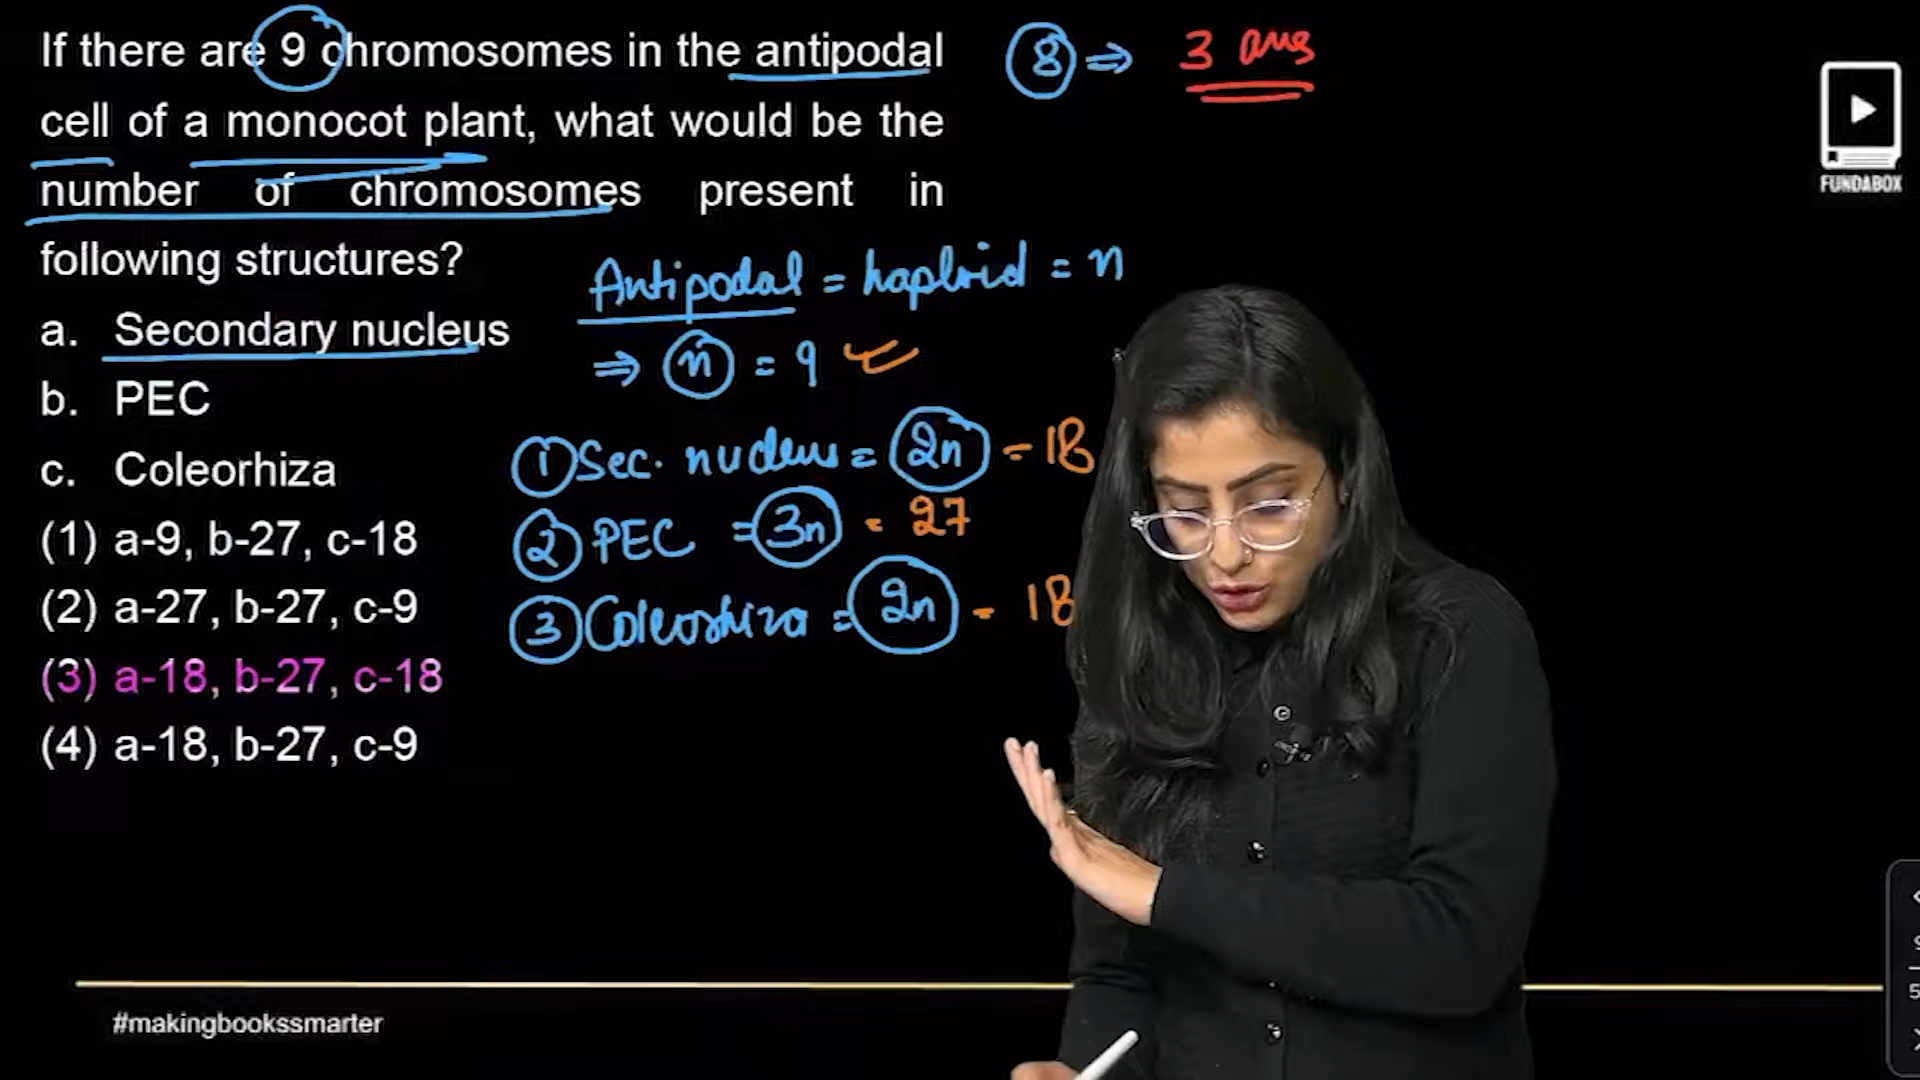 If there are 9 chromosomes in the antipodal
cell of a monocot plant, what would be the
number of chromosomes present in
following structures?
a. Secondary nucleus
b. PEC
c. Coleorhiza
(1) a-9, b-27, c-18
(2) a-27, b-27, c-9
(3) a-18, b-27, c-18
(4) a-18, b-27, c-9
8 ⇒ 3 ans
Antipodal = haploid = n
⇒ n = 9
1 Sec. nucleus = 2n = 18
2 PEC = 3n = 27
3 Coleorhiza = 2n = 18
FUNDABOX
#makingbookssmarter